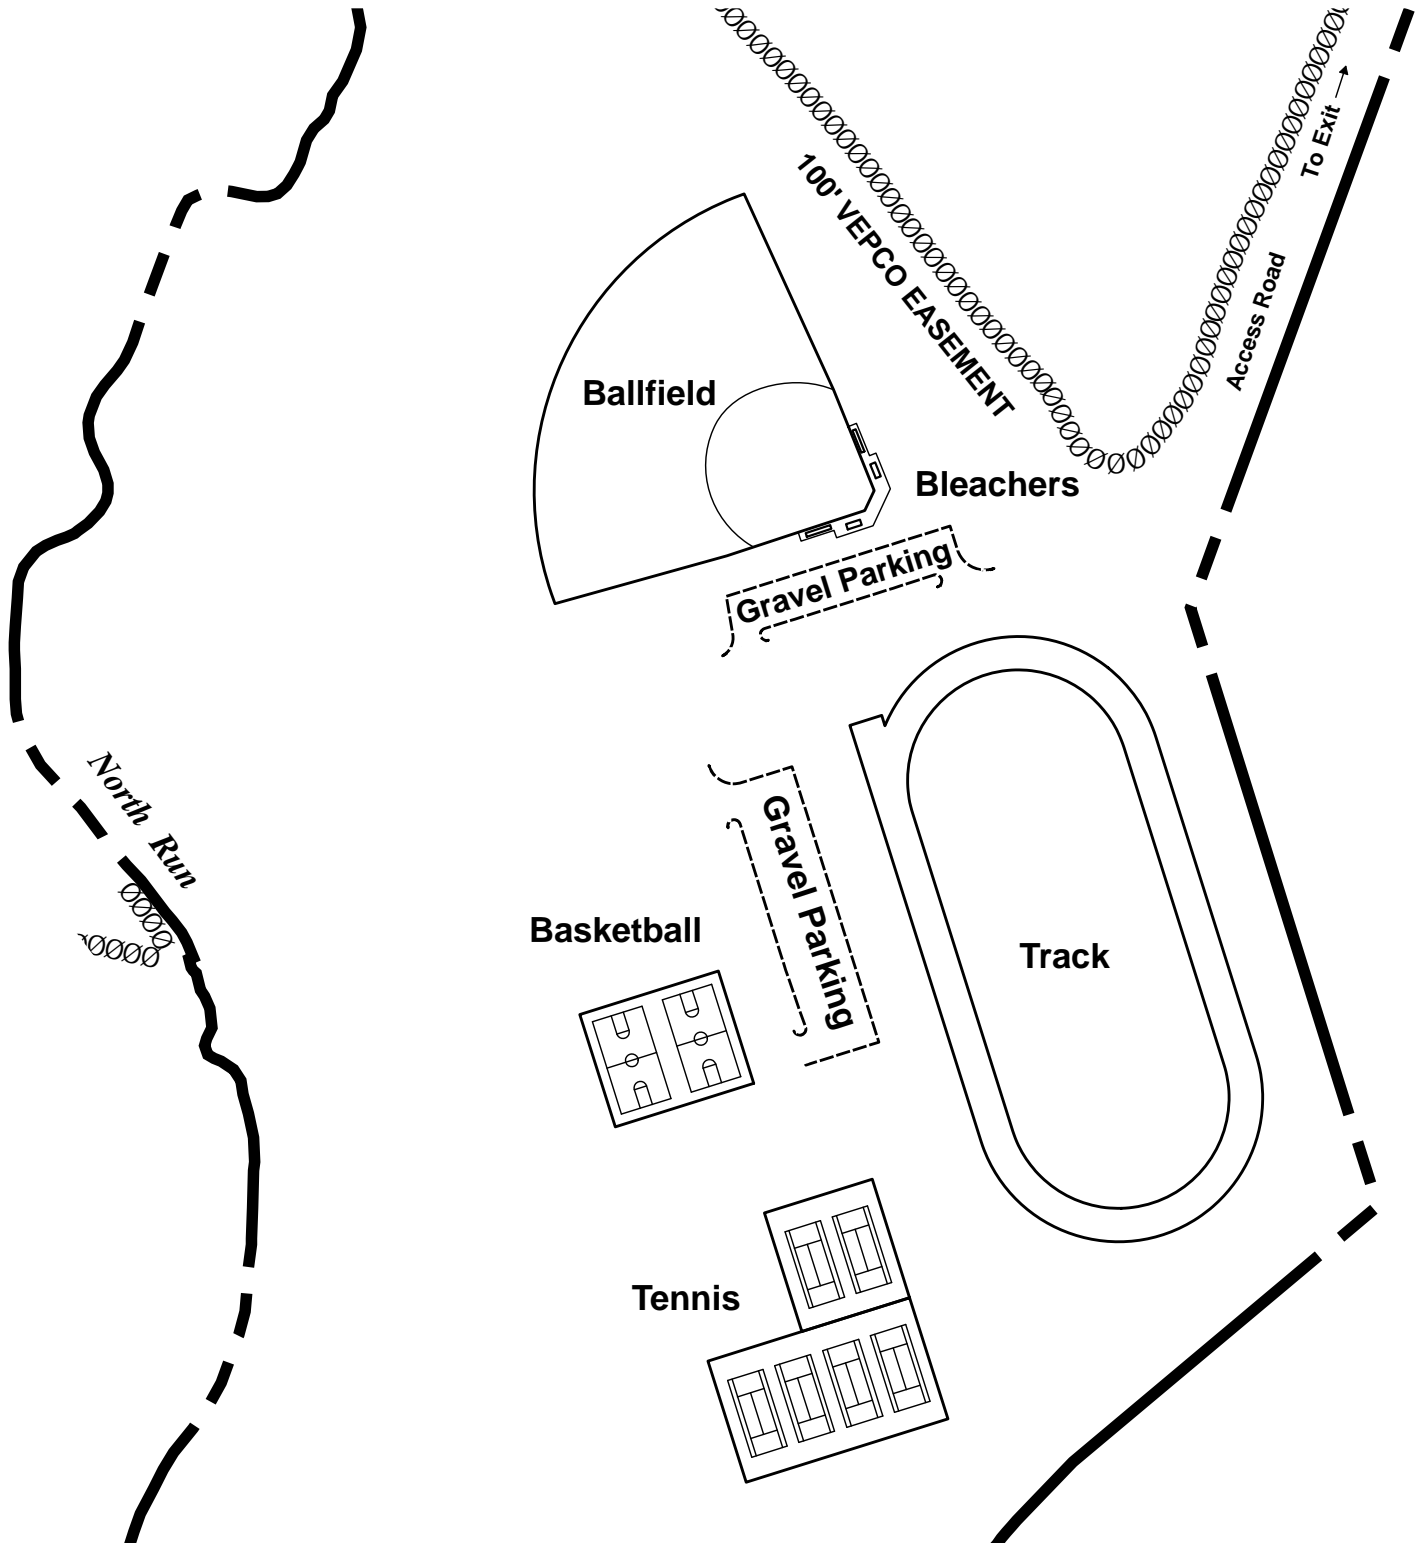 To Exit
100' VEPCO EASEMENT
Access Road
Ballfield
Bleachers
Gravel Parking
North Run
Gravel Parking
Basketball
Track
Tennis